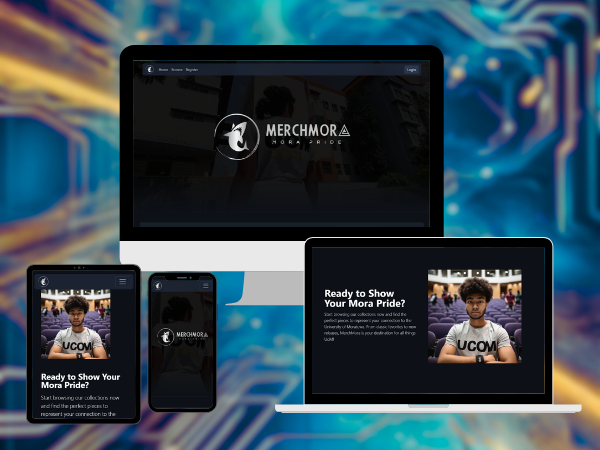 Home Browse Register
Login
MERCHMORA
MORA PRIDE
Ready to Show
Your Mora Pride?
Start browsing our collections now and find the
perfect pieces to represent your connection to the
University of Moratuwa. From classic favorites to new
releases, MerchMora is your destination for all things
UoM!
UCOM
UCOM
Ready to Show Your
Mora Pride?
Start browsing our collections now
and find the perfect pieces to
represent your connection to the
MERCHMORA
MORA PRIDE